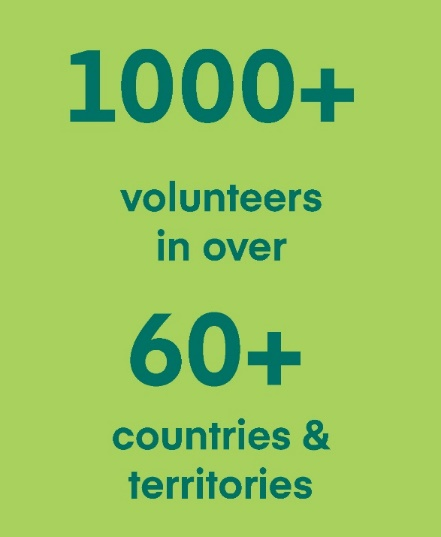 1000+
volunteers
in over
60+
countries &
territories